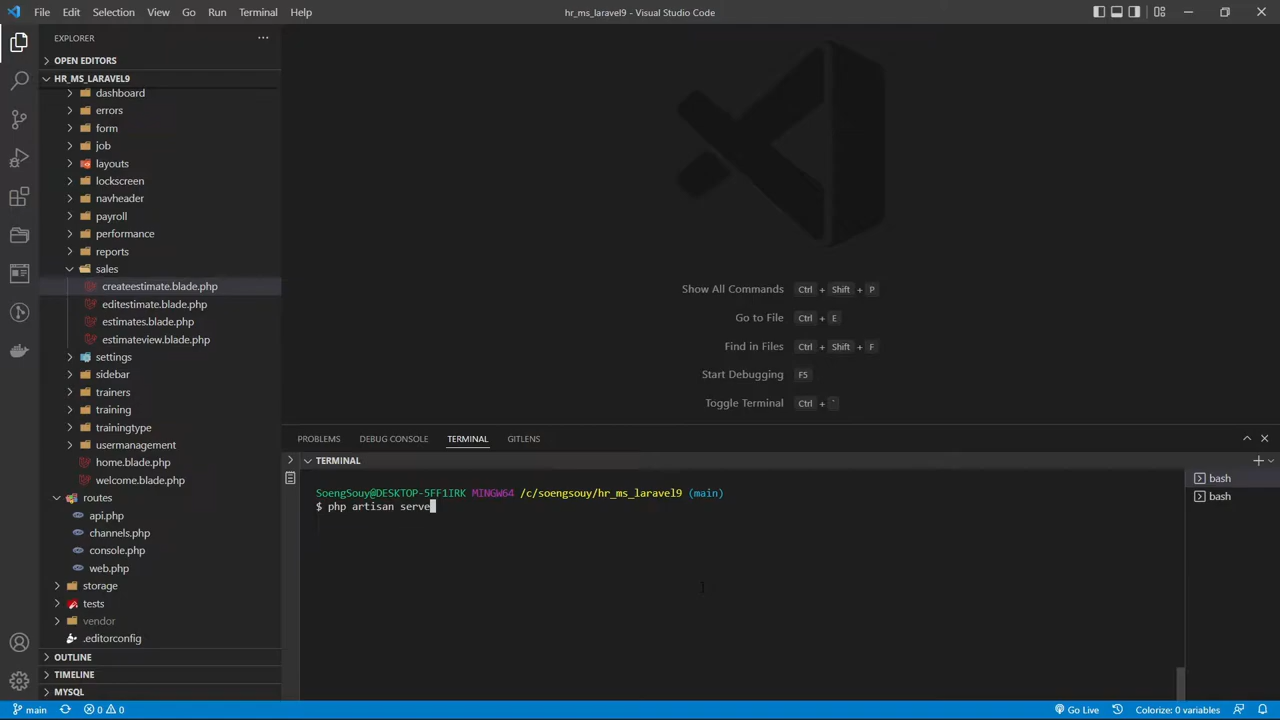 File Edit Selection View Go Run Terminal Help
hr_ms_laravel9 - Visual Studio Code
EXPLORER
OPEN EDITORS
HR_MS_LARAVEL9
dashboard
errors
form
job
layouts
lockscreen
navheader
payroll
performance
reports
sales
createestimate.blade.php
editestimate.blade.php
estimates.blade.php
estimateview.blade.php
settings
sidebar
trainers
training
trainingtype
usermanagement
home.blade.php
welcome.blade.php
routes
api.php
channels.php
console.php
web.php
storage
tests
vendor
.editorconfig
OUTLINE
TIMELINE
MYSQL
Show All Commands Ctrl + Shift + P
Go to File Ctrl + E
Find in Files Ctrl + Shift + F
Start Debugging F5
Toggle Terminal Ctrl + `
PROBLEMS DEBUG CONSOLE TERMINAL GITLENS
TERMINAL
SoengSouy@DESKTOP-5FF1IRK MINGW64 /c/soengsouy/hr_ms_laravel9 (main)
$ php artisan serve
bash
bash
main 0 0 Go Live Colorize: 0 variables